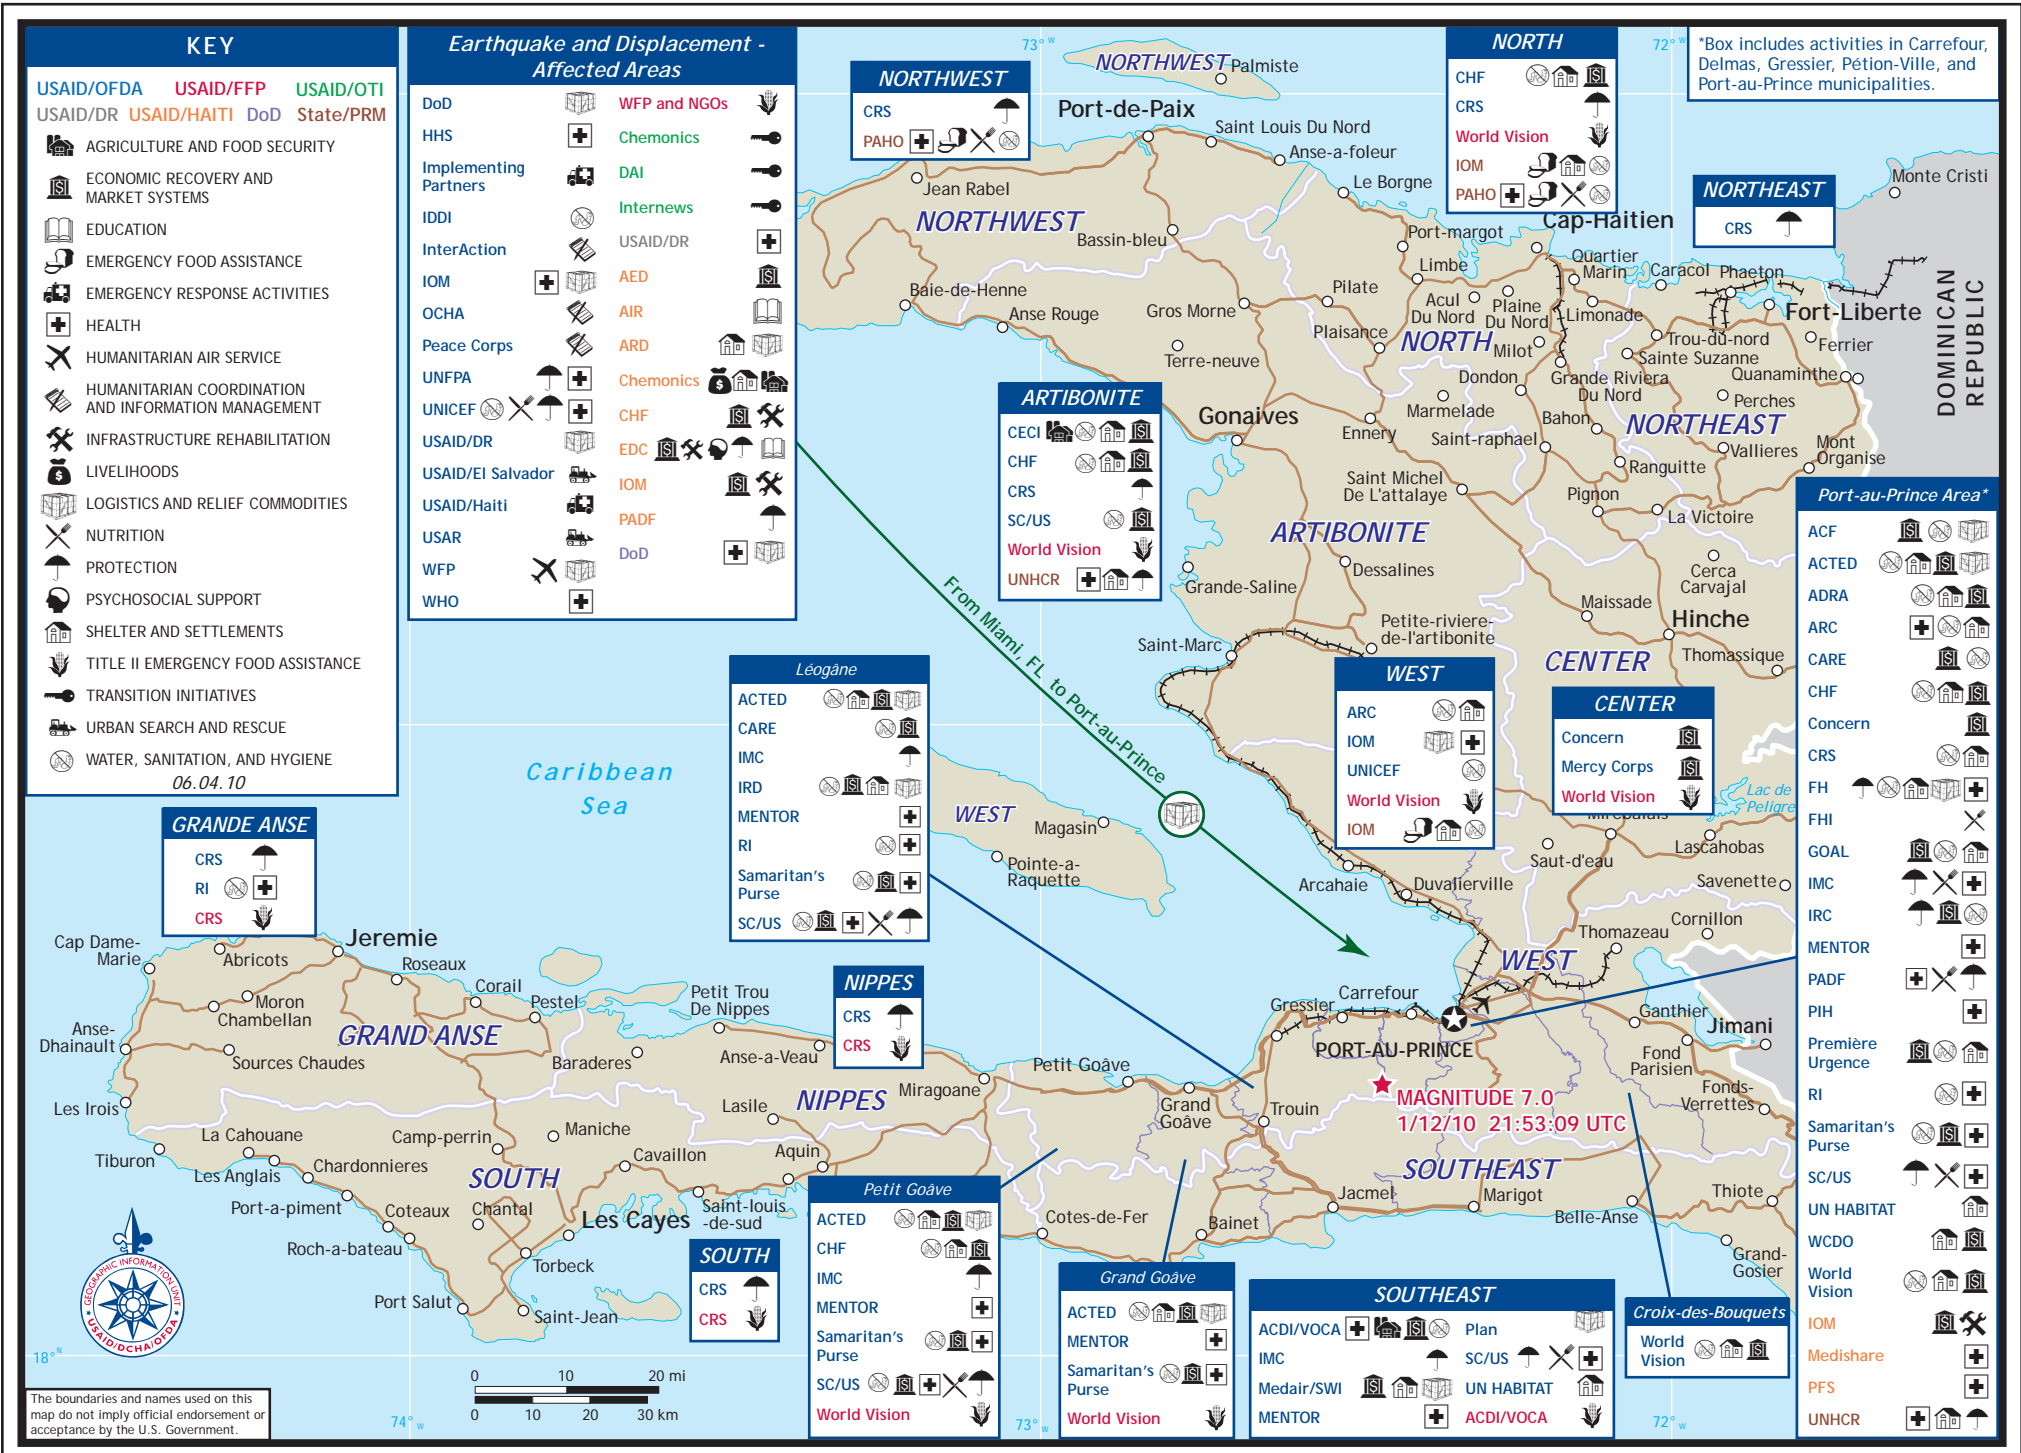 KEY
USAID/OFDA USAID/FFP USAID/OTI
USAID/DR USAID/HAITI DoD State/PRM
AGRICULTURE AND FOOD SECURITY
ECONOMIC RECOVERY AND
MARKET SYSTEMS
EDUCATION
EMERGENCY FOOD ASSISTANCE
EMERGENCY RESPONSE ACTIVITIES
HEALTH
HUMANITARIAN AIR SERVICE
HUMANITARIAN COORDINATION
AND INFORMATION MANAGEMENT
INFRASTRUCTURE REHABILITATION
LIVELIHOODS
LOGISTICS AND RELIEF COMMODITIES
NUTRITION
PROTECTION
PSYCHOSOCIAL SUPPORT
SHELTER AND SETTLEMENTS
TITLE II EMERGENCY FOOD ASSISTANCE
TRANSITION INITIATIVES
URBAN SEARCH AND RESCUE
WATER, SANITATION, AND HYGIENE
06.04.10
Earthquake and Displacement -
Affected Areas
DoD
HHS
Implementing
Partners
IDDI
InterAction
IOM
OCHA
Peace Corps
UNFPA
UNICEF
USAID/DR
USAID/El Salvador
USAID/Haiti
USAR
WFP
WHO
WFP and NGOs
Chemonics
DAI
Internews
USAID/DR
AED
AIR
ARD
Chemonics
CHF
EDC
IOM
PADF
DoD
NORTHWEST
CRS
PAHO
NORTH
CHF
CRS
World Vision
IOM
PAHO
*Box includes activities in Carrefour,
Delmas, Gressier, Pétion-Ville, and
Port-au-Prince municipalities.
NORTHEAST
CRS
ARTIBONITE
CECI
CHF
CRS
SC/US
World Vision
UNHCR
Port-au-Prince Area*
ACF
ACTED
ADRA
ARC
CARE
CHF
Concern
CRS
FH
FHI
GOAL
IMC
IRC
MENTOR
PADF
PIH
Première
Urgence
RI
Samaritan's
Purse
SC/US
UN HABITAT
WCDO
World
Vision
IOM
Medishare
PFS
UNHCR
Léogâne
ACTED
CARE
IMC
IRD
MENTOR
RI
Samaritan's
Purse
SC/US
WEST
ARC
IOM
UNICEF
World Vision
IOM
CENTER
Concern
Mercy Corps
World Vision
GRANDE ANSE
CRS
RI
CRS
NIPPES
CRS
CRS
SOUTH
CRS
CRS
Petit Goâve
ACTED
CHF
IMC
MENTOR
Samaritan's
Purse
SC/US
World Vision
Grand Goâve
ACTED
MENTOR
Samaritan's
Purse
World Vision
SOUTHEAST
ACDI/VOCA
IMC
Medair/SWI
MENTOR
Plan
SC/US
UN HABITAT
ACDI/VOCA
Croix-des-Bouquets
World
Vision
73° W
72° W
NORTHWEST
Palmiste
Port-de-Paix
Saint Louis Du Nord
Anse-a-foleur
Jean Rabel
Le Borgne
NORTHWEST
Bassin-bleu
Port-margot
Cap-Haitien
Monte Cristi
Limbe
Quartier
Marin
Caracol
Phaeton
Baie-de-Henne
Anse Rouge
Gros Morne
Pilate
Acul
Du Nord
Plaine
Du Nord
Limonade
Fort-Liberte
DOMINICAN
REPUBLIC
Plaisance
NORTH
Milot
Trou-du-nord
Sainte Suzanne
Ferrier
Terre-neuve
Dondon
Grande Riviera
Du Nord
Quanaminthe
Gonaives
Marmelade
Bahon
Perches
NORTHEAST
Ennery
Saint-raphael
Vallieres
Mont
Organise
Ranguitte
Saint Michel
De L'attalaye
Pignon
La Victoire
ARTIBONITE
Dessalines
Cerca
Carvajal
Grande-Saline
Maissade
Hinche
Petite-riviere-
de-l'artibonite
Saint-Marc
CENTER
Thomassique
From Miami, FL to Port-au-Prince
Caribbean
Sea
Lac de
Peligre
WEST
Magasin
Pointe-a-
Raquette
Mirebalais
Lascahobas
Saut-d'eau
Savenette
Arcahaie
Duvalierville
Cornillon
Thomazeau
WEST
Cap Dame-
Marie
Abricots
Jeremie
Roseaux
Corail
Moron
Chambellan
Pestel
Petit Trou
De Nippes
Anse-
Dhainault
GRAND ANSE
Sources Chaudes
Baraderes
Anse-a-Veau
Gressier
Carrefour
PORT-AU-PRINCE
Ganthier
Jimani
Fond
Parisien
Petit Goâve
Miragoane
NIPPES
Les Irois
Lasile
Grand
Goâve
Trouin
MAGNITUDE 7.0
1/12/10 21:53:09 UTC
Fonds-
Verrettes
La Cahouane
Camp-perrin
Maniche
Tiburon
Les Anglais
Chardonnieres
Cavaillon
Aquin
SOUTH
SOUTHEAST
Port-a-piment
Coteaux
Chantal
Les Cayes
Saint-louis
-de-sud
Jacmel
Marigot
Belle-Anse
Thiote
Roch-a-bateau
Cotes-de-Fer
Bainet
Torbeck
Grand-
Gosier
Port Salut
Saint-Jean
GEOGRAPHIC INFORMATION UNIT
USAID/DCHA/OFDA
18° N
0 10 20 mi
0 10 20 30 km
74° W
73° W
72° W
The boundaries and names used on this
map do not imply official endorsement or
acceptance by the U.S. Government.